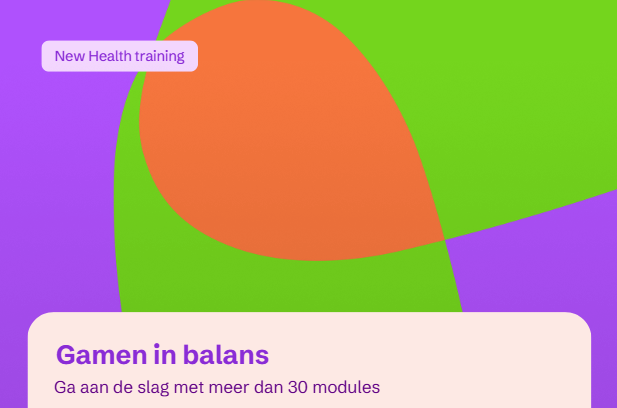 New Health training
Gamen in balans
Ga aan de slag met meer dan 30 modules